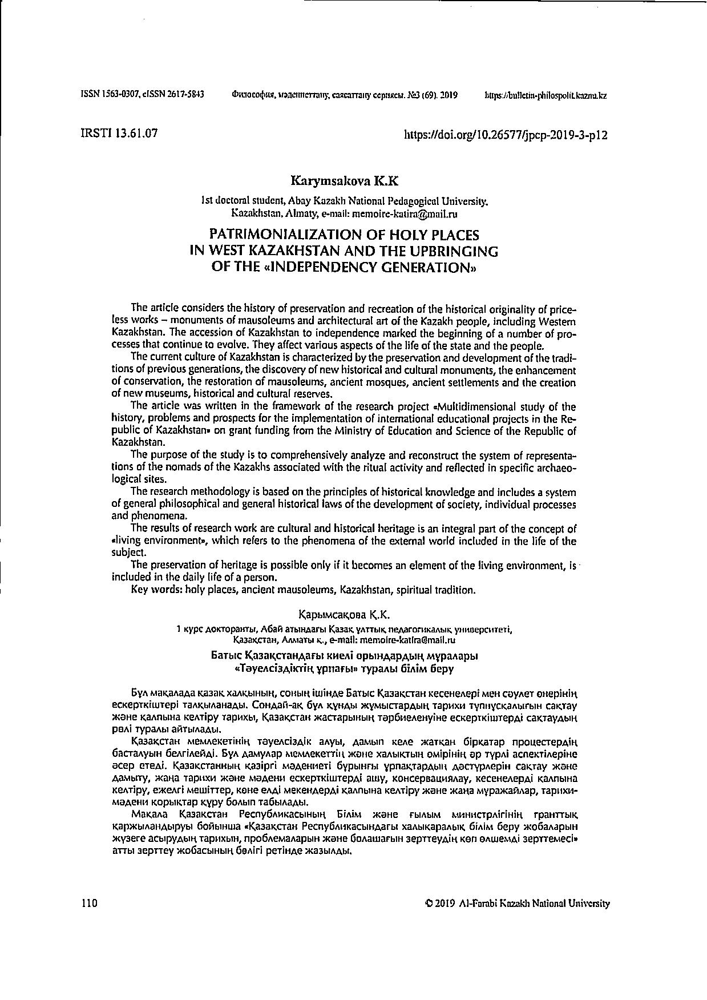 ISSN 1563-0307, eISSN 2617-5843 Философия, мәдениеттану, саясаттану сериясы. №3 (69). 2019 https://bulletin-philospolit.kaznu.kz
IRSTI 13.61.07 https://doi.org/10.26577/jpcp-2019-3-p12
Karymsakova K.K
1st doctoral student, Abay Kazakh National Pedagogical University.
Kazakhstan, Almaty, e-mail: memoire-katira@mail.ru
PATRIMONIALIZATION OF HOLY PLACES
IN WEST KAZAKHSTAN AND THE UPBRINGING
OF THE «INDEPENDENCY GENERATION»
The article considers the history of preservation and recreation of the historical originality of price-
less works – monuments of mausoleums and architectural art of the Kazakh people, including Western
Kazakhstan. The accession of Kazakhstan to independence marked the beginning of a number of pro-
cesses that continue to evolve. They affect various aspects of the life of the state and the people.
The current culture of Kazakhstan is characterized by the preservation and development of the tradi-
tions of previous generations, the discovery of new historical and cultural monuments, the enhancement
of conservation, the restoration of mausoleums, ancient mosques, ancient settlements and the creation
of new museums, historical and cultural reserves.
The article was written in the framework of the research project «Multidimensional study of the
history, problems and prospects for the implementation of international educational projects in the Re-
public of Kazakhstan» on grant funding from the Ministry of Education and Science of the Republic of
Kazakhstan.
The purpose of the study is to comprehensively analyze and reconstruct the system of representa-
tions of the nomads of the Kazakhs associated with the ritual activity and reflected in specific archaeo-
logical sites.
The research methodology is based on the principles of historical knowledge and includes a system
of general philosophical and general historical laws of the development of society, individual processes
and phenomena.
The results of research work are cultural and historical heritage is an integral part of the concept of
«living environment», which refers to the phenomena of the external world included in the life of the
subject.
The preservation of heritage is possible only if it becomes an element of the living environment, is
included in the daily life of a person.
Key words: holy places, ancient mausoleums, Kazakhstan, spiritual tradition.
Қарымсақова Қ.К.
1 курс докторанты, Абай атындағы Қазақ ұлттық педагогикалық университеті,
Қазақстан, Алматы қ., e-mail: memoire-katira@mail.ru
Батыс Қазақстандағы киелі орындардың мұралары
«Тәуелсіздіктің ұрпағы» туралы білім беру
Бұл мақалада қазақ халқының, соның ішінде Батыс Қазақстан кесенелері мен сәулет өнерінің
ескерткіштері талқыланады. Сондай-ақ бұл құнды жұмыстардың тарихи түпнұсқалығын сақтау
және қалпына келтіру тарихы, Қазақстан жастарының тәрбиеленуіне ескерткіштерді сақтаудың
рөлі туралы айтылады.
Қазақстан мемлекетінің тәуелсіздік алуы, дамып келе жатқан бірқатар процестердің
басталуын белгілейді. Бұл дамулар мемлекеттің және халықтың өмірінің әр түрлі аспектілеріне
әсер етеді. Қазақстанның қазіргі мәдениеті бұрынғы ұрпақтардың дәстүрлерін сақтау және
дамыту, жаңа тарихи және мәдени ескерткіштерді ашу, консервациялау, кесенелерді қалпына
келтіру, ежелгі мешіттер, көне елді мекендерді қалпына келтіру және жаңа мұражайлар, тарихи-
мәдени қорықтар құру болып табылады.
Мақала Қазақстан Республикасының Білім және ғылым министрлігінің гранттық
қаржыландыруы бойынша «Қазақстан Республикасындағы халықаралық білім беру жобаларын
жүзеге асырудың тарихын, проблемаларын және болашағын зерттеудің көп өлшемді зерттемесі»
атты зерттеу жобасының бөлігі ретінде жазылды.
110 © 2019 Al-Farabi Kazakh National University